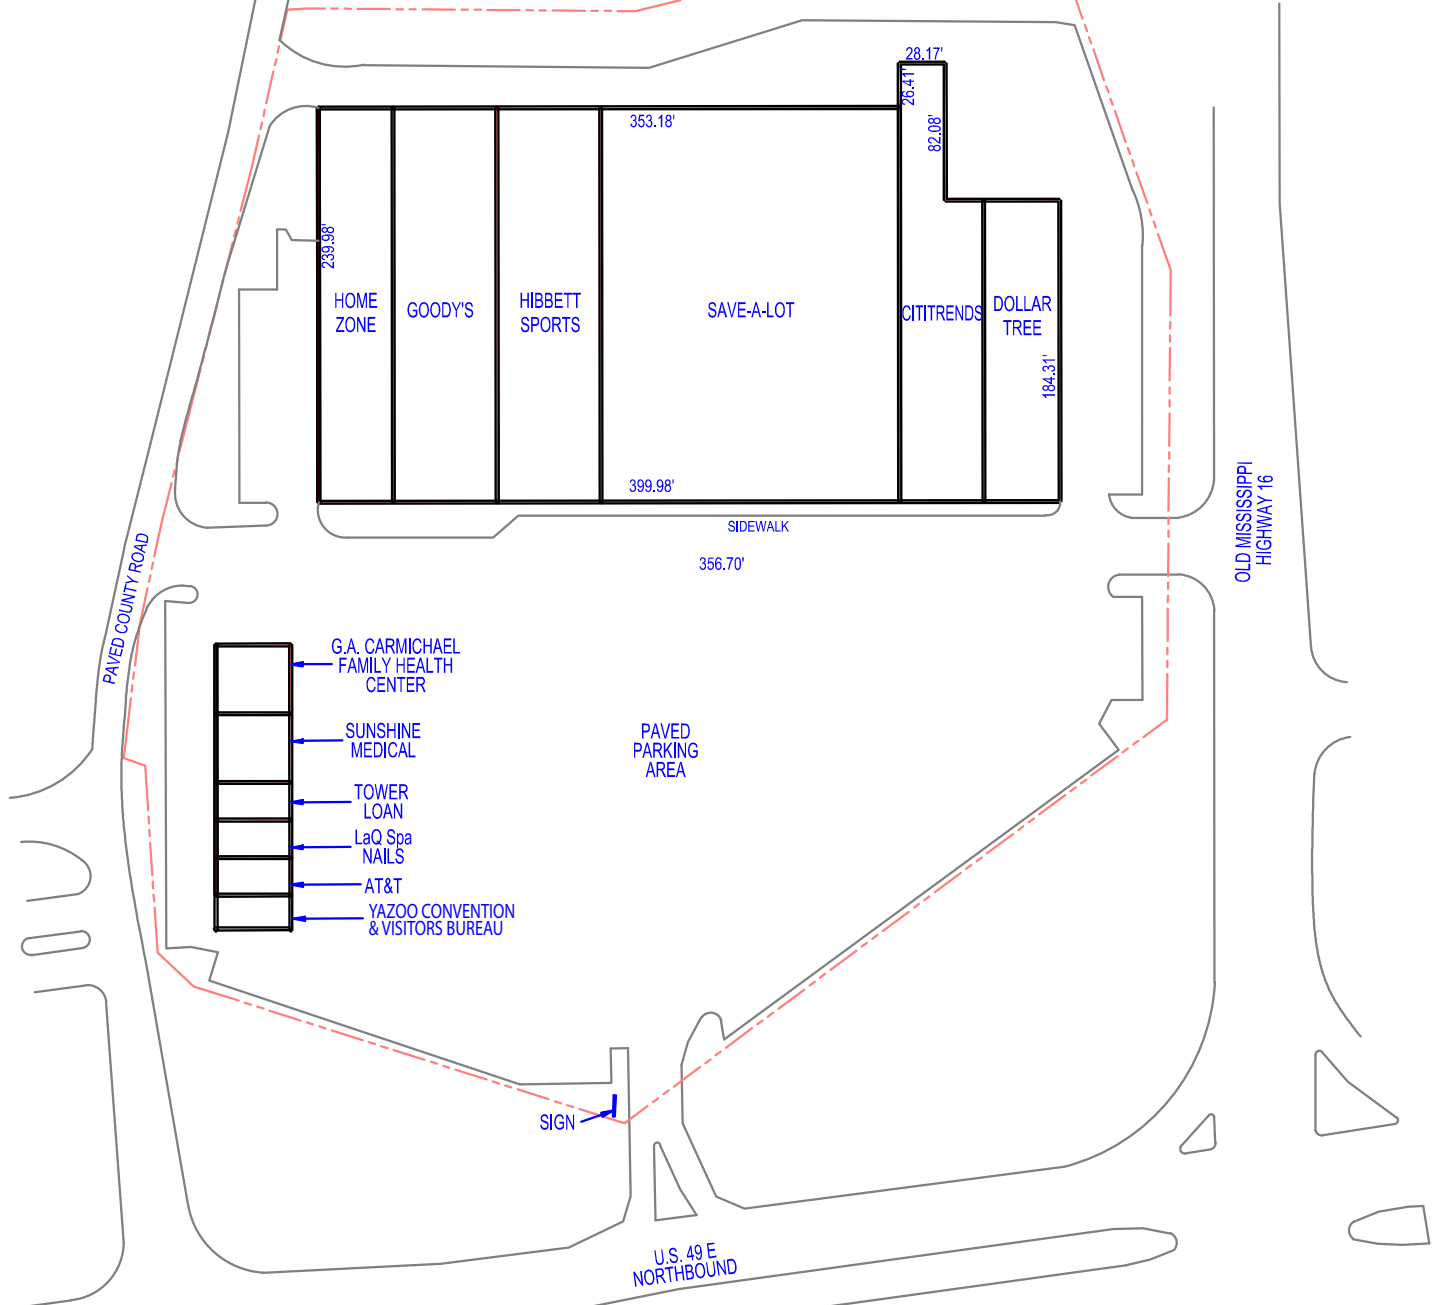 28.17'
26.41'
82.08'
353.18'
239.98'
HOME
ZONE
GOODY'S
HIBBETT
SPORTS
SAVE-A-LOT
CITITRENDS
DOLLAR
TREE
184.31'
399.98'
SIDEWALK
356.70'
OLD MISSISSIPPI
HIGHWAY 16
PAVED COUNTY ROAD
G.A. CARMICHAEL
FAMILY HEALTH
CENTER
SUNSHINE
MEDICAL
TOWER
LOAN
LaQ Spa
NAILS
AT&T
YAZOO CONVENTION
& VISITORS BUREAU
PAVED
PARKING
AREA
SIGN
U.S. 49 E
NORTHBOUND